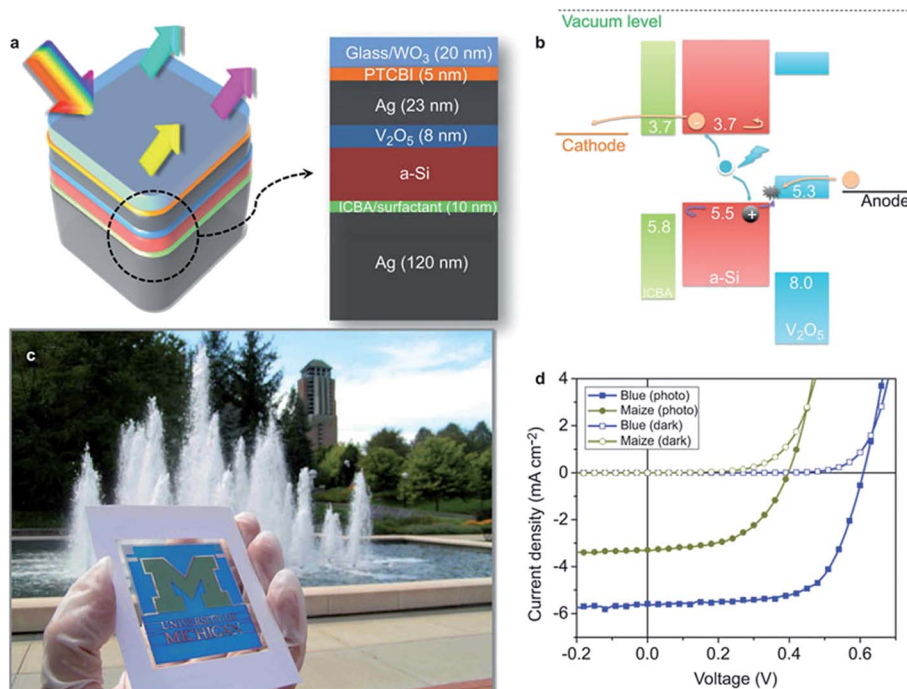 a
Glass/WO₃ (20 nm)
PTCBI (5 nm)
Ag (23 nm)
V₂O₅ (8 nm)
a-Si
ICBA/surfactant (10 nm)
Ag (120 nm)
Vacuum level
b
3.7
3.7
Cathode
5.3
Anode
5.5
5.8
+
a-Si
ICBA
8.0
V₂O₅
c
M
UNIVERSITY OF
MICHIGAN
d
Blue (photo)
Maize (photo)
Blue (dark)
Maize (dark)
Current density (mA cm⁻²)
4
2
0
-2
-4
-6
-0.2 0.0 0.2 0.4 0.6
Voltage (V)